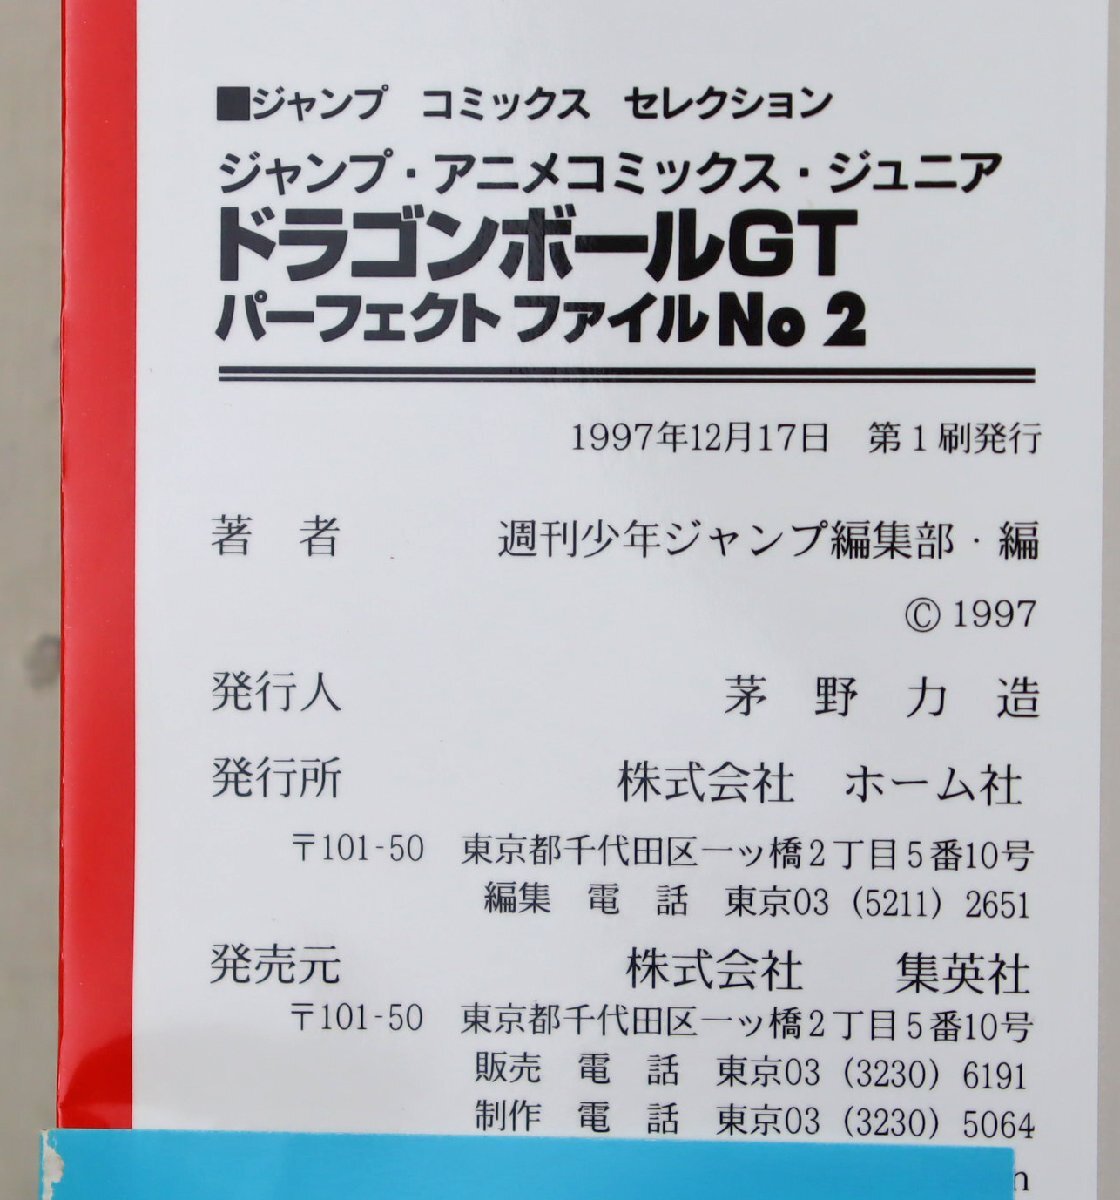 ■ジャンプ コミックス セレクション
ジャンプ・アニメコミックス・ジュニア
ドラゴンボールGT
パーフェクト ファイル No 2
1997年12月17日 第1刷発行
著 者 週刊少年ジャンプ編集部・編
© 1997
発行人 茅 野 力 造
発行所 株式会社 ホーム社
〒101-50 東京都千代田区一ッ橋2丁目5番10号
編集 電 話 東京03 (5211) 2651
発売元 株式会社 集英社
〒101-50 東京都千代田区一ッ橋2丁目5番10号
販売 電 話 東京03 (3230) 6191
制作 電 話 東京03 (3230) 5064